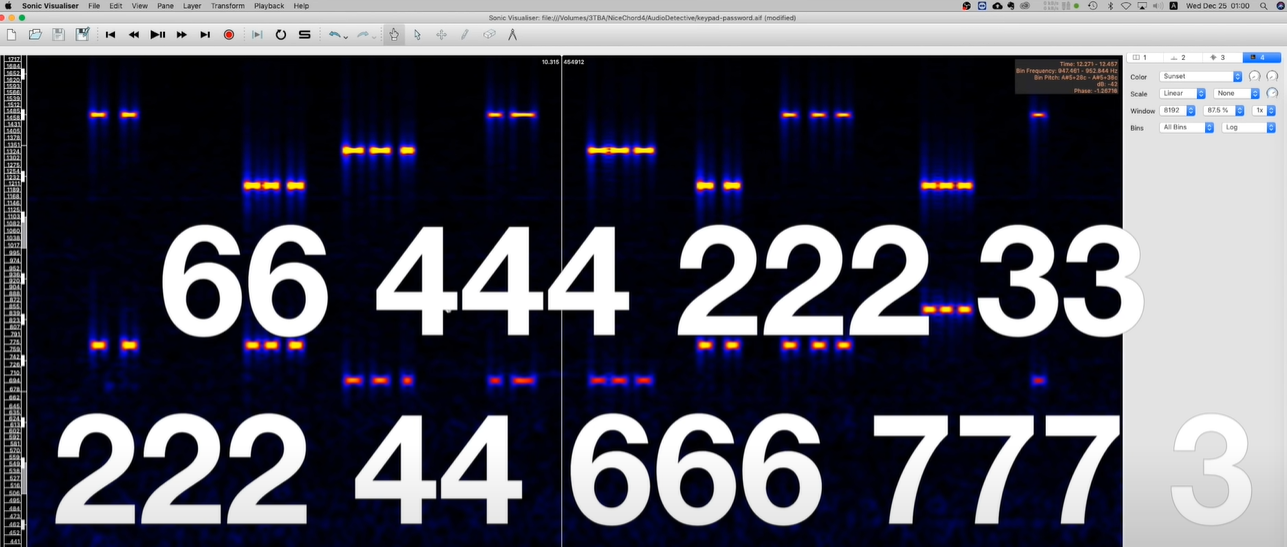 Sonic Visualiser File Edit View Pane Layer Transform Playback Help Wed Dec 25 01:00
Sonic Visualiser: file:///Volumes/3TBA/NiceChord4/AudioDetective/keypad-password.aif (modified)
1 2 3 4
10.315 454912
Time: 12.271 - 12.457
Bin Frequency: 947.461 - 952.844 Hz
Bin Pitch: A#5+28c - A#5+38c
dB: -43
Phase: -1.26716
Color Sunset
Scale Linear None
Window 8192 87.5 % 1x
Bins All Bins Log
66 444 222 33
222 44 666 777 3